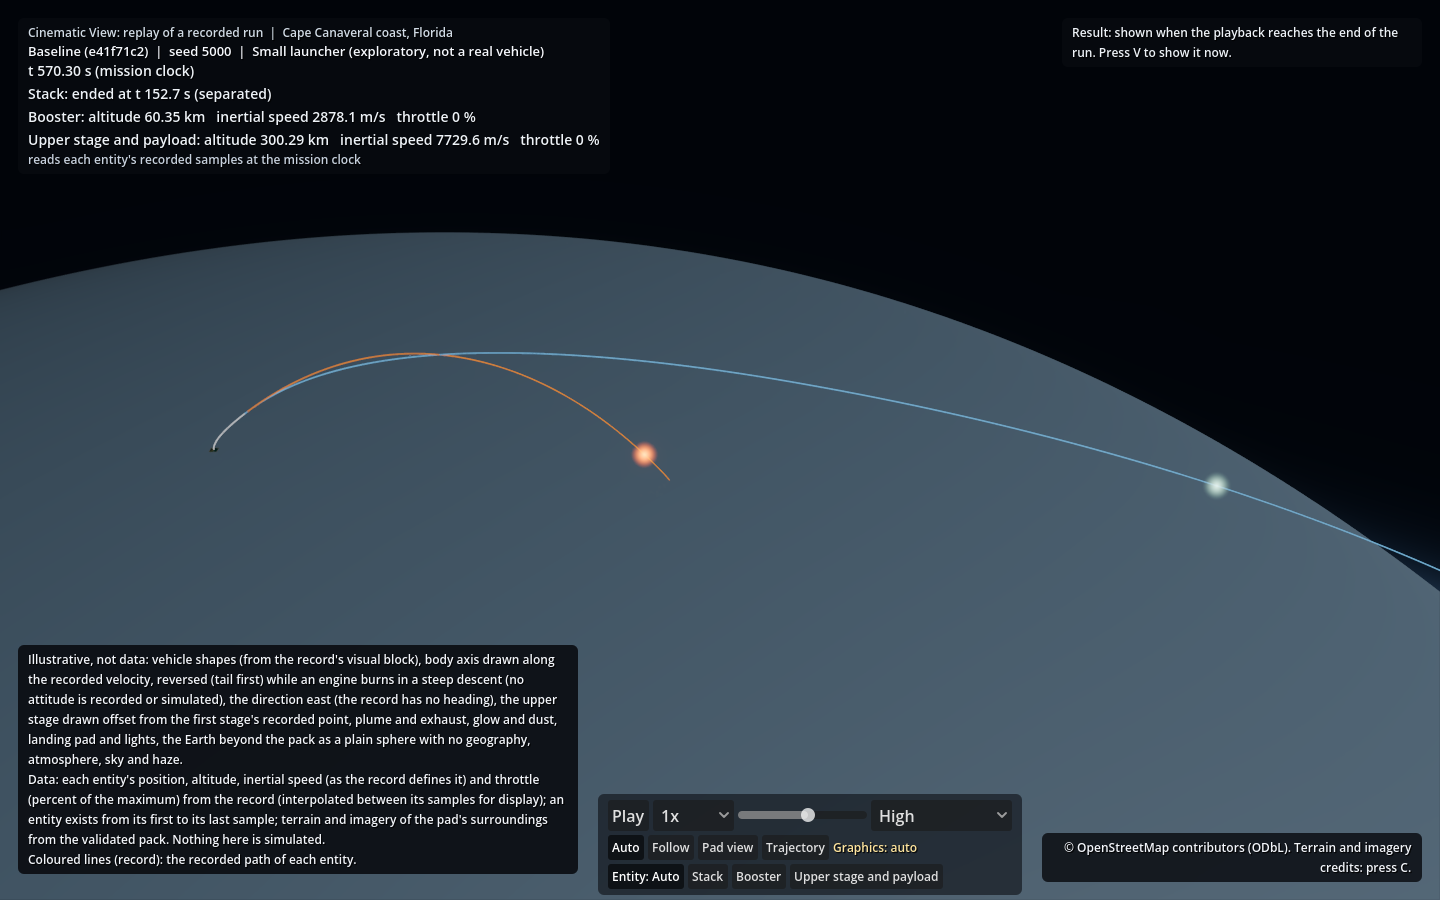 Cinematic View: replay of a recorded run | Cape Canaveral coast, Florida
Baseline (e41f71c2) | seed 5000 | Small launcher (exploratory, not a real vehicle)
t 570.30 s (mission clock)
Stack: ended at t 152.7 s (separated)
Booster: altitude 60.35 km inertial speed 2878.1 m/s throttle 0 %
Upper stage and payload: altitude 300.29 km inertial speed 7729.6 m/s throttle 0 %
reads each entity's recorded samples at the mission clock
Result: shown when the playback reaches the end of the
run. Press V to show it now.
Illustrative, not data: vehicle shapes (from the record's visual block), body axis drawn along
the recorded velocity, reversed (tail first) while an engine burns in a steep descent (no
attitude is recorded or simulated), the direction east (the record has no heading), the upper
stage drawn offset from the first stage's recorded point, plume and exhaust, glow and dust,
landing pad and lights, the Earth beyond the pack as a plain sphere with no geography,
atmosphere, sky and haze.
Data: each entity's position, altitude, inertial speed (as the record defines it) and throttle
(percent of the maximum) from the record (interpolated between its samples for display); an
entity exists from its first to its last sample; terrain and imagery of the pad's surroundings
from the validated pack. Nothing here is simulated.
Coloured lines (record): the recorded path of each entity.
Play 1x High
Auto Follow Pad view Trajectory Graphics: auto
Entity: Auto Stack Booster Upper stage and payload
© OpenStreetMap contributors (ODbL). Terrain and imagery
credits: press C.